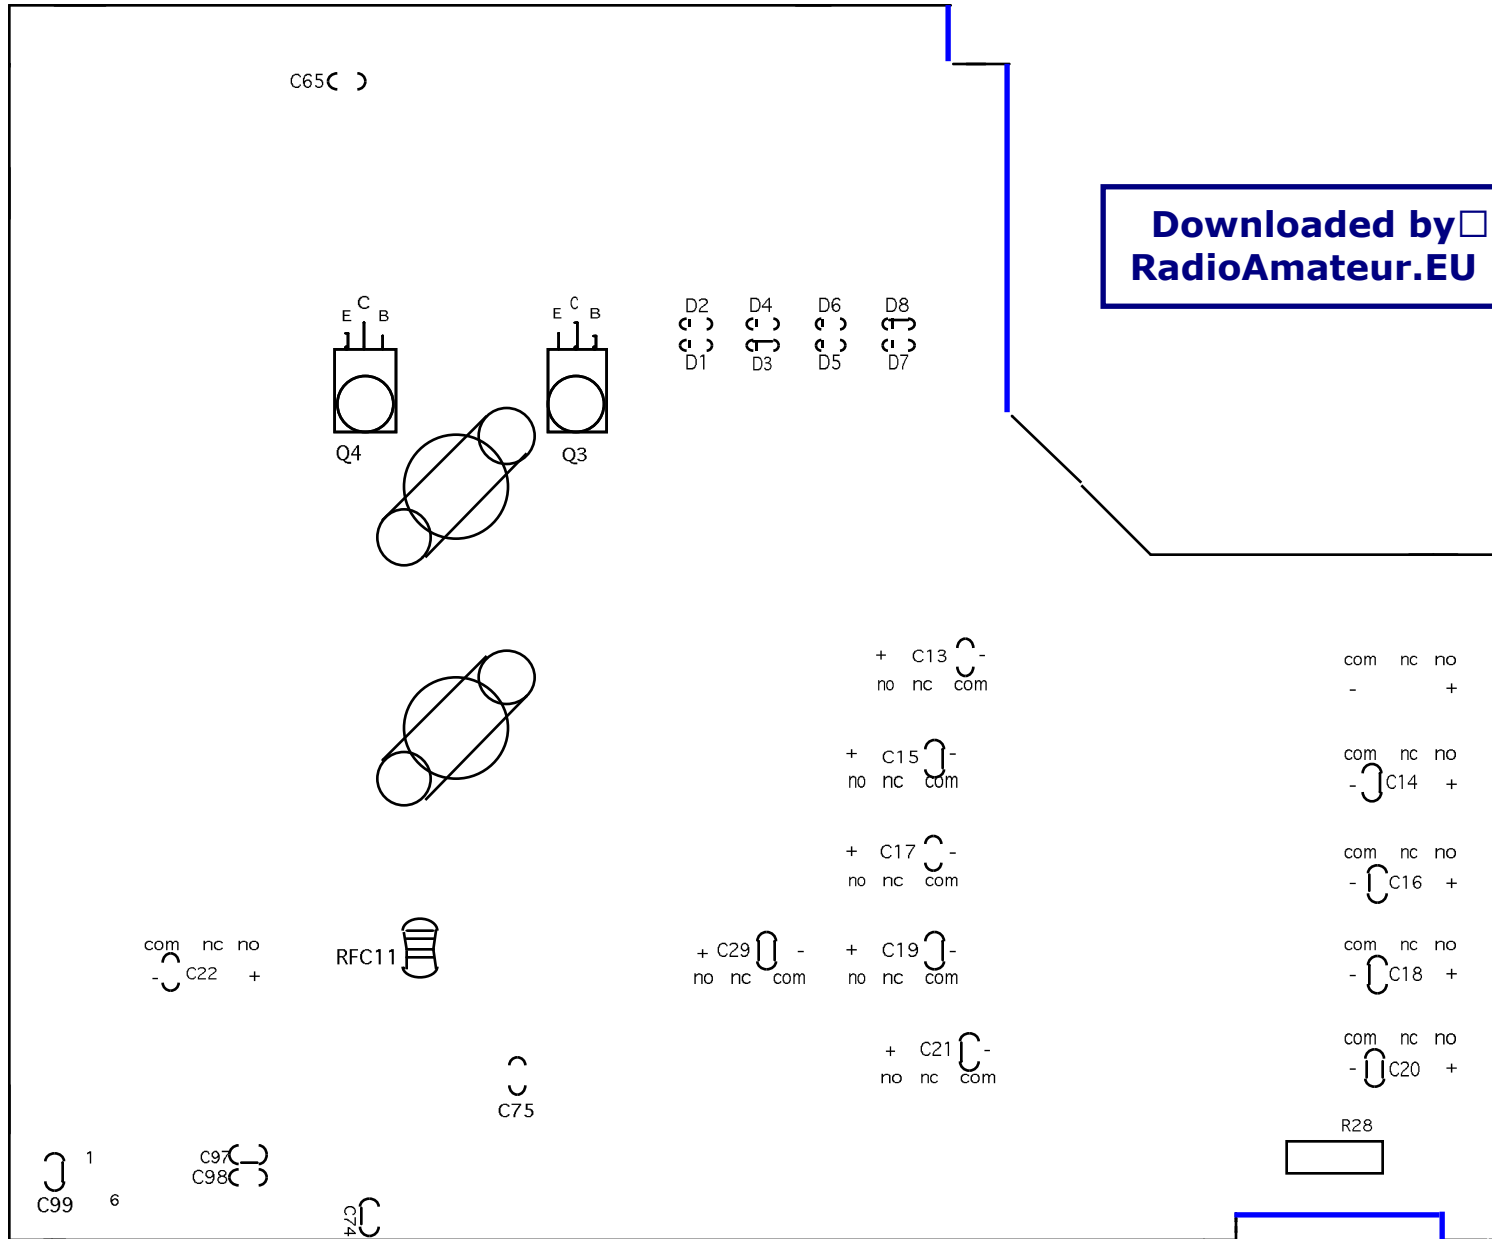 C65
Downloaded by
RadioAmateur.EU
E C B
E C B
D2 D4 D6 D8
D1 D3 D5 D7
Q4
Q3
+ C13 -
no nc com
com nc no
- +
+ C15 -
no nc com
com nc no
- C14 +
+ C17 -
no nc com
com nc no
- C16 +
com nc no
- C22 +
RFC11
+ C29 -
no nc com
+ C19 -
no nc com
com nc no
- C18 +
+ C21 -
no nc com
com nc no
- C20 +
C75
R28
1
C99
6
C97
C98
C74